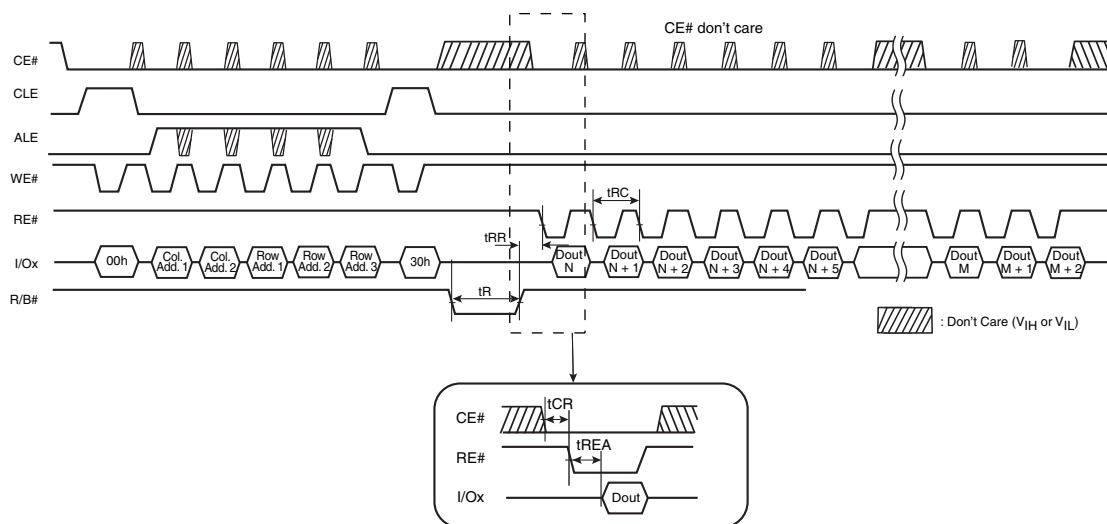 CE# don't care
CE#
CLE
ALE
WE#
tRC
RE#
tRR
I/Ox
00h
Col.
Add. 1
Col.
Add. 2
Row
Add. 1
Row
Add. 2
Row
Add. 3
30h
Dout
N
Dout
N + 1
Dout
N + 2
Dout
N + 3
Dout
N + 4
Dout
N + 5
Dout
M
Dout
M + 1
Dout
M + 2
tR
R/B#
: Don't Care (VIH or VIL)
tCR
CE#
tREA
RE#
I/Ox
Dout